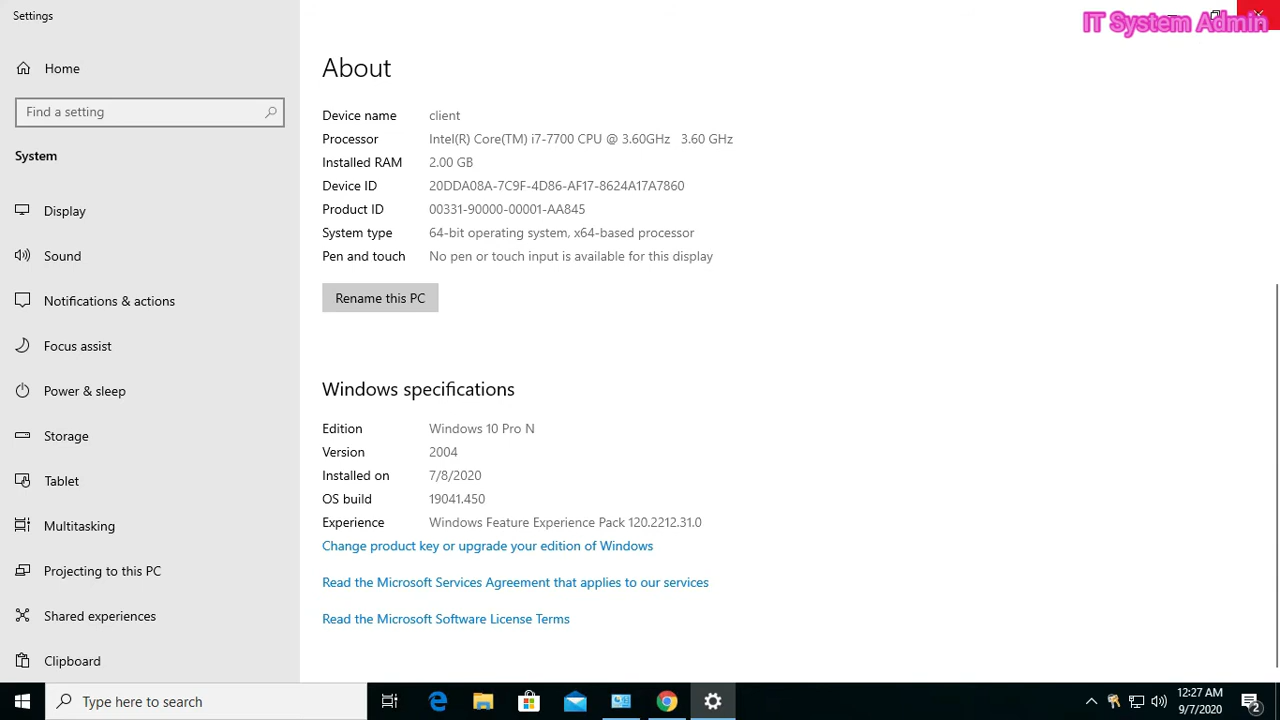 Settings
IT System Admin
Home
Find a setting
System
Display
Sound
Notifications & actions
Focus assist
Power & sleep
Storage
Tablet
Multitasking
Projecting to this PC
Shared experiences
Clipboard
About
Device name client
Processor Intel(R) Core(TM) i7-7700 CPU @ 3.60GHz 3.60 GHz
Installed RAM 2.00 GB
Device ID 20DDA08A-7C9F-4D86-AF17-8624A17A7860
Product ID 00331-90000-00001-AA845
System type 64-bit operating system, x64-based processor
Pen and touch No pen or touch input is available for this display
Rename this PC
Windows specifications
Edition Windows 10 Pro N
Version 2004
Installed on 7/8/2020
OS build 19041.450
Experience Windows Feature Experience Pack 120.2212.31.0
Change product key or upgrade your edition of Windows
Read the Microsoft Services Agreement that applies to our services
Read the Microsoft Software License Terms
Type here to search
12:27 AM
9/7/2020
2